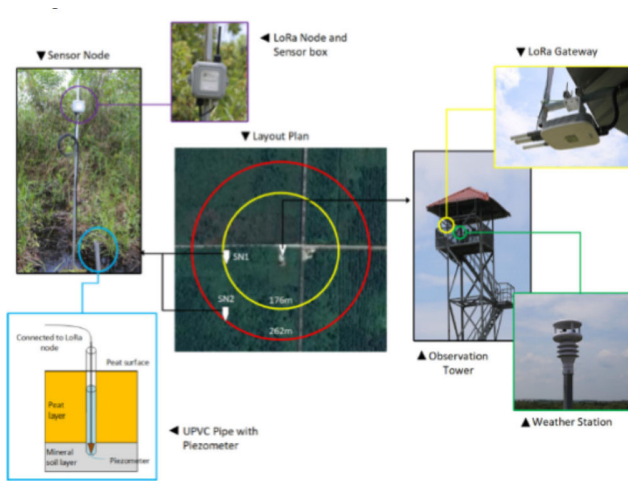 ▼ Sensor Node
◄ LoRa Node and
Sensor box
▼ LoRa Gateway
▼ Layout Plan
SN1
SN2
176m
262m
Connected to LoRa
node
Peat surface
Peat
layer
Mineral
soil layer
Piezometer
◄ UPVC Pipe with
Piezometer
▲ Observation
Tower
▲ Weather Station